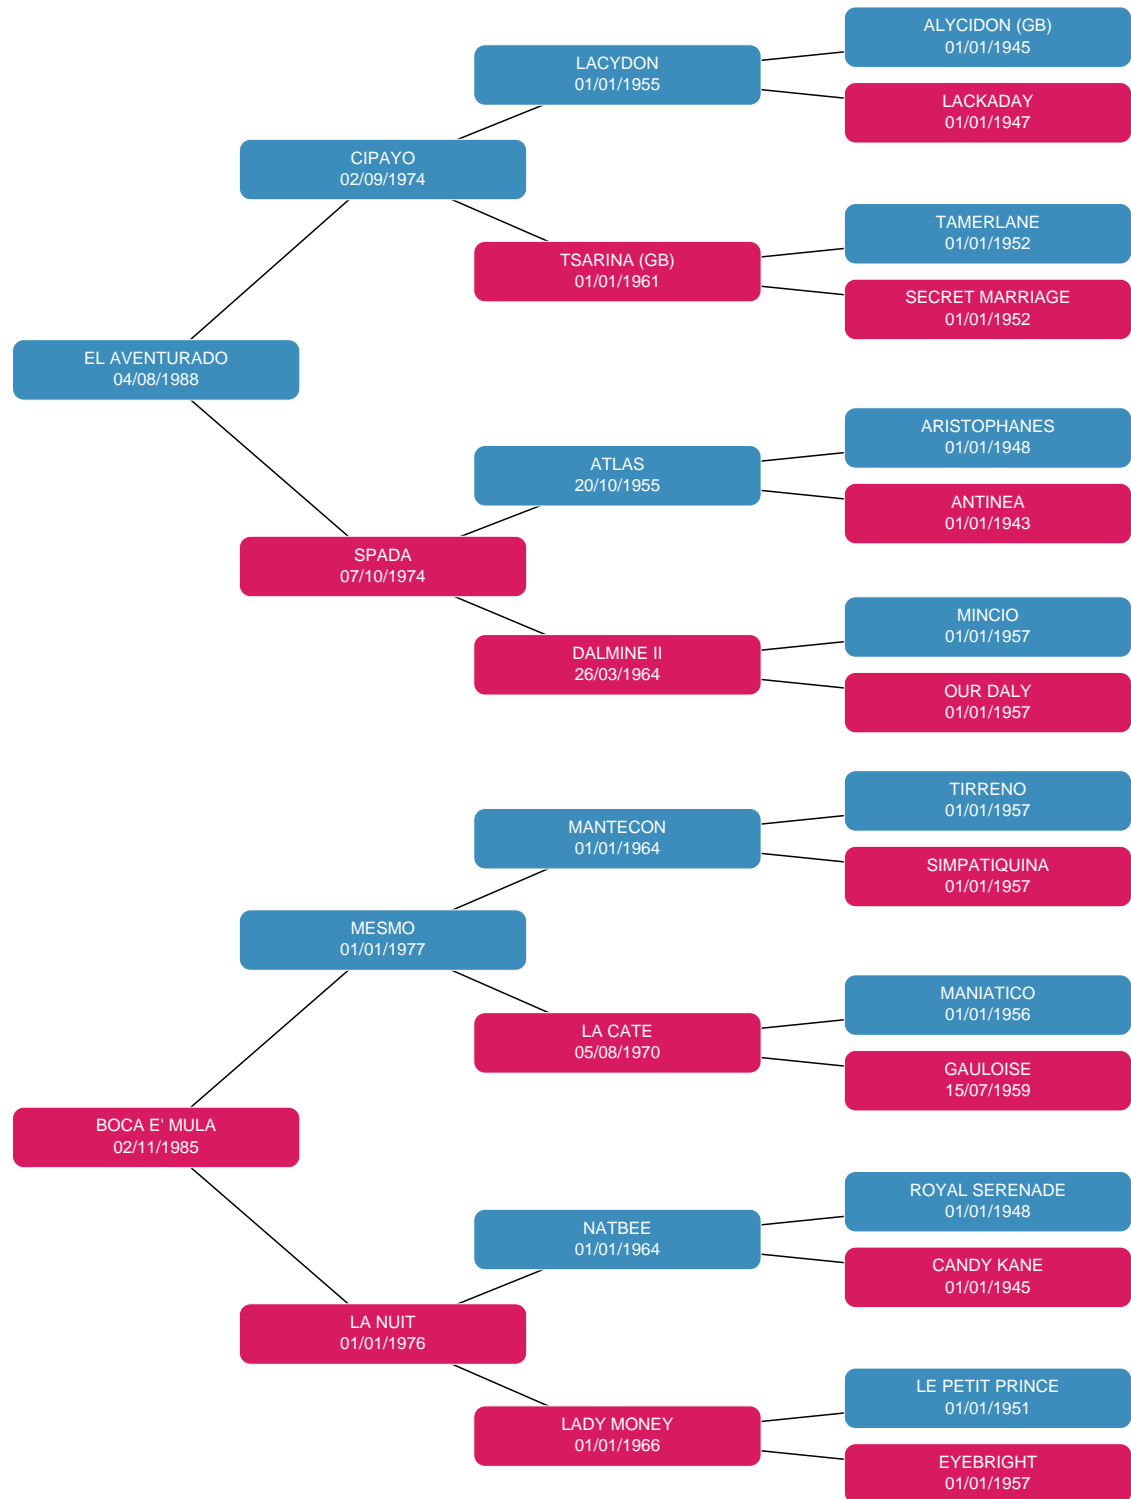 ALYCIDON (GB)
01/01/1945
LACYDON
01/01/1955
LACKADAY
01/01/1947
CIPAYO
02/09/1974
TAMERLANE
01/01/1952
TSARINA (GB)
01/01/1961
SECRET MARRIAGE
01/01/1952
EL AVENTURADO
04/08/1988
ARISTOPHANES
01/01/1948
ATLAS
20/10/1955
ANTINEA
01/01/1943
SPADA
07/10/1974
MINCIO
01/01/1957
DALMINE II
26/03/1964
OUR DALY
01/01/1957
TIRRENO
01/01/1957
MANTECON
01/01/1964
SIMPATIQUINA
01/01/1957
MESMO
01/01/1977
MANIATICO
01/01/1956
LA CATE
05/08/1970
GAULOISE
15/07/1959
BOCA E' MULA
02/11/1985
ROYAL SERENADE
01/01/1948
NATBEE
01/01/1964
CANDY KANE
01/01/1945
LA NUIT
01/01/1976
LE PETIT PRINCE
01/01/1951
LADY MONEY
01/01/1966
EYEBRIGHT
01/01/1957